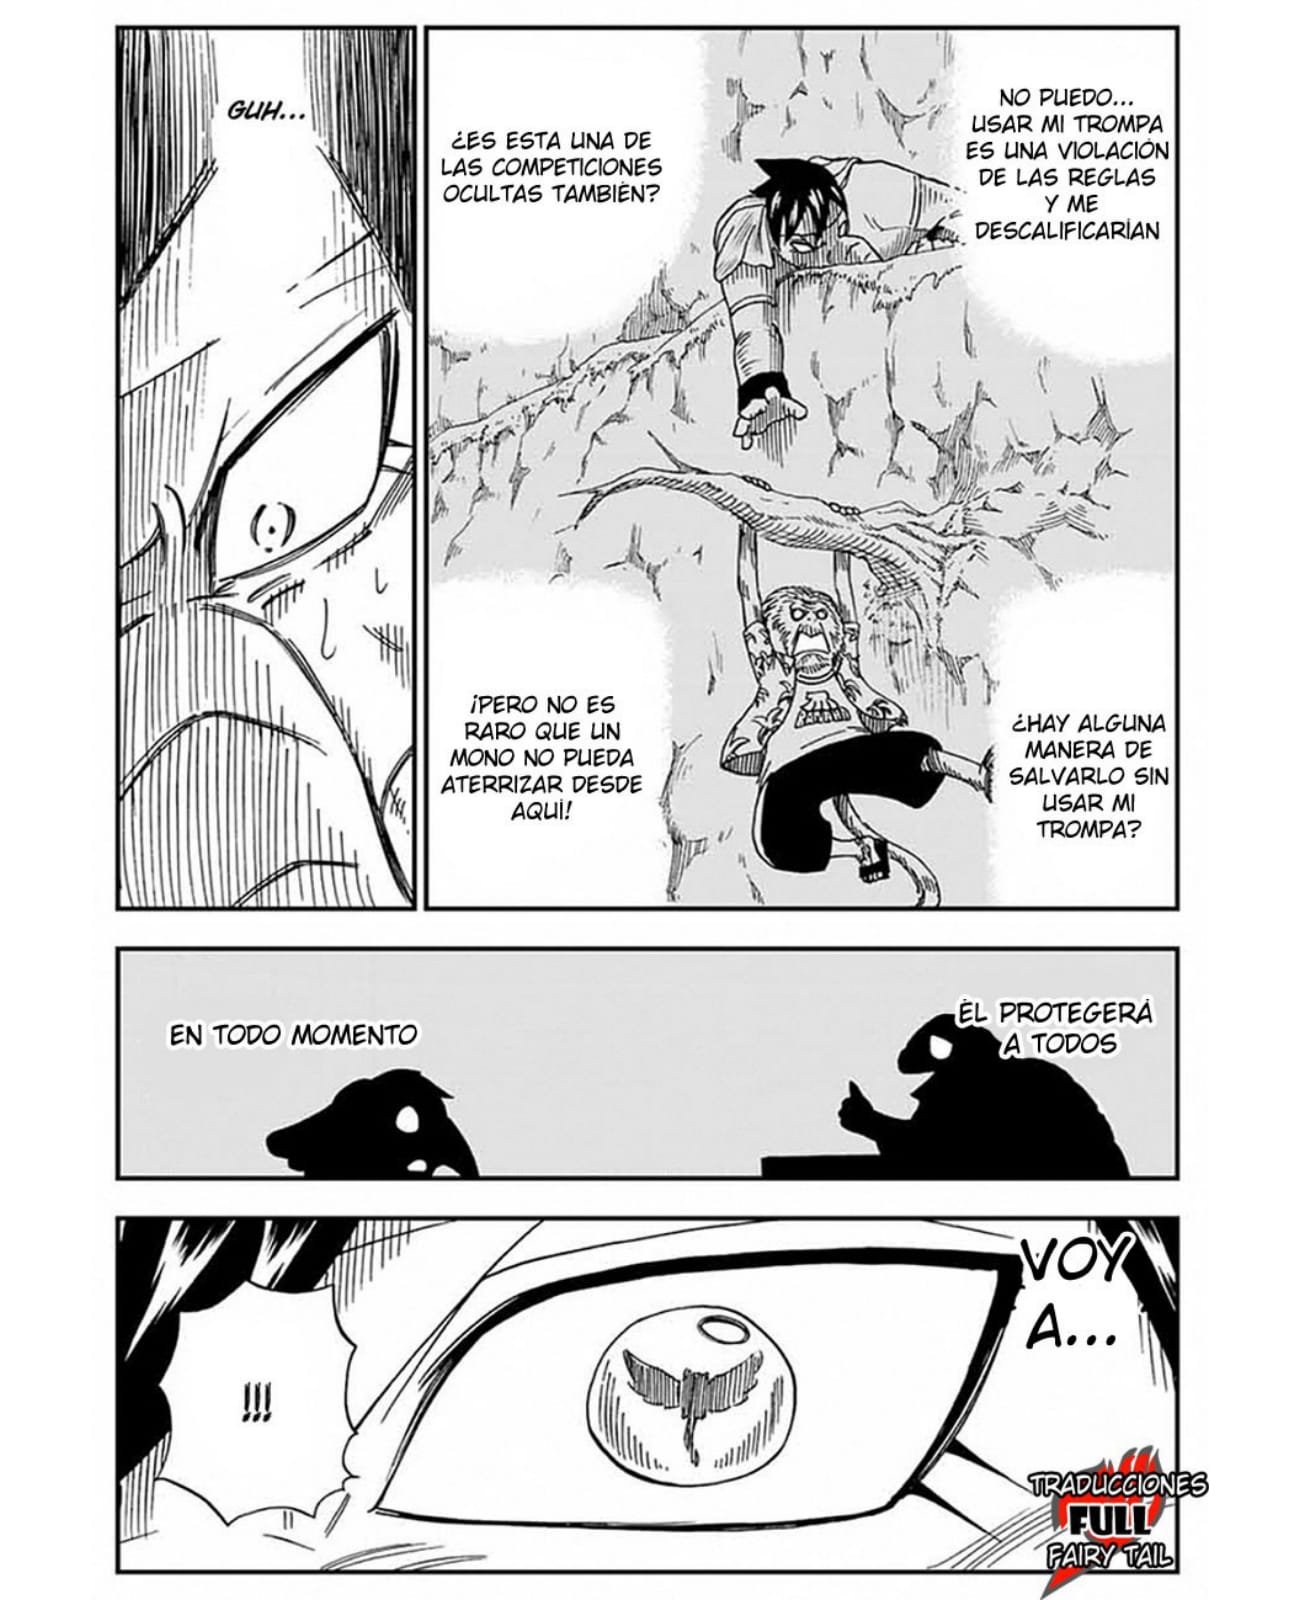 NO PUEDO...
USAR MI TROMPA
ES UNA VIOLACIÓN
DE LAS REGLAS
Y ME
DESCALIFICARÍAN
¿ES ESTA UNA DE
LAS COMPETICIONES
OCULTAS TAMBIÉN?
¿HAY ALGUNA
MANERA DE
SALVARLO SIN
USAR MI
TROMPA?
¡PERO NO ES
RARO QUE UN
MONO NO PUEDA
ATERRIZAR DESDE
AQUÍ!
GUH...
ÉL PROTEGERÁ
A TODOS
EN TODO MOMENTO
VOY
A...
!!!
TRADUCCIONES
FULL
FAIRY TAIL